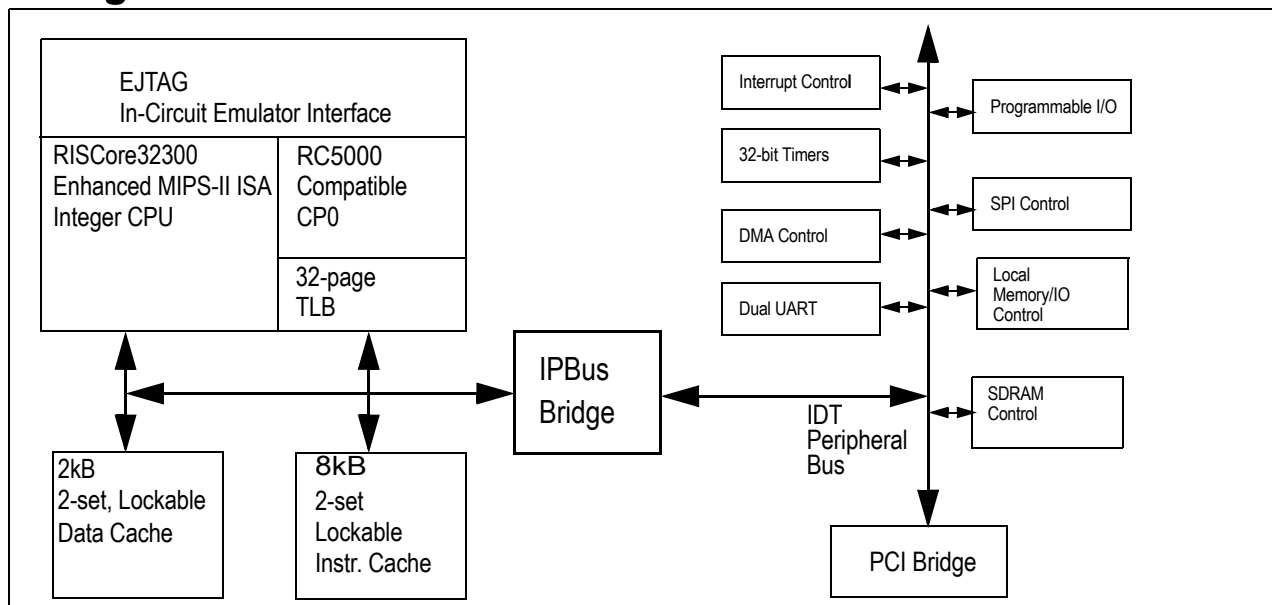 EJTAG
In-Circuit Emulator Interface
RISCore32300
Enhanced MIPS-II ISA
Integer CPU
RC5000
Compatible
CP0
32-page
TLB
2kB
2-set, Lockable
Data Cache
8kB
2-set
Lockable
Instr. Cache
IPBus
Bridge
IDT
Peripheral
Bus
Interrupt Control
32-bit Timers
DMA Control
Dual UART
Programmable I/O
SPI Control
Local
Memory/IO
Control
SDRAM
Control
PCI Bridge